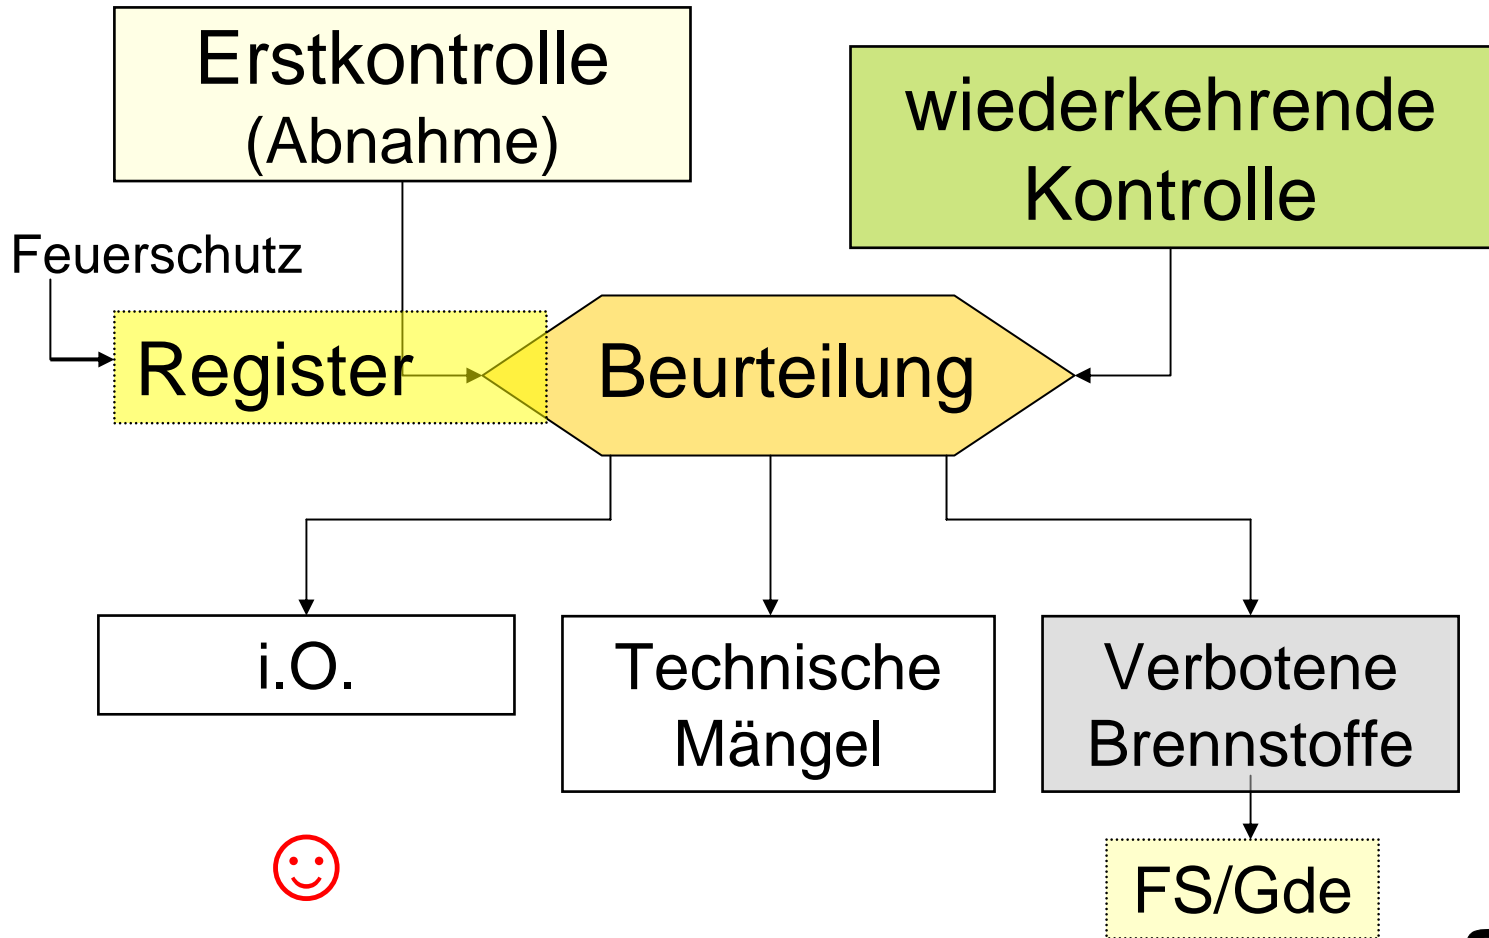 Erstkontrolle
(Abnahme)
wiederkehrende
Kontrolle
Feuerschutz
Register
Beurteilung
i.O.
Technische
Mängel
Verbotene
Brennstoffe
FS/Gde